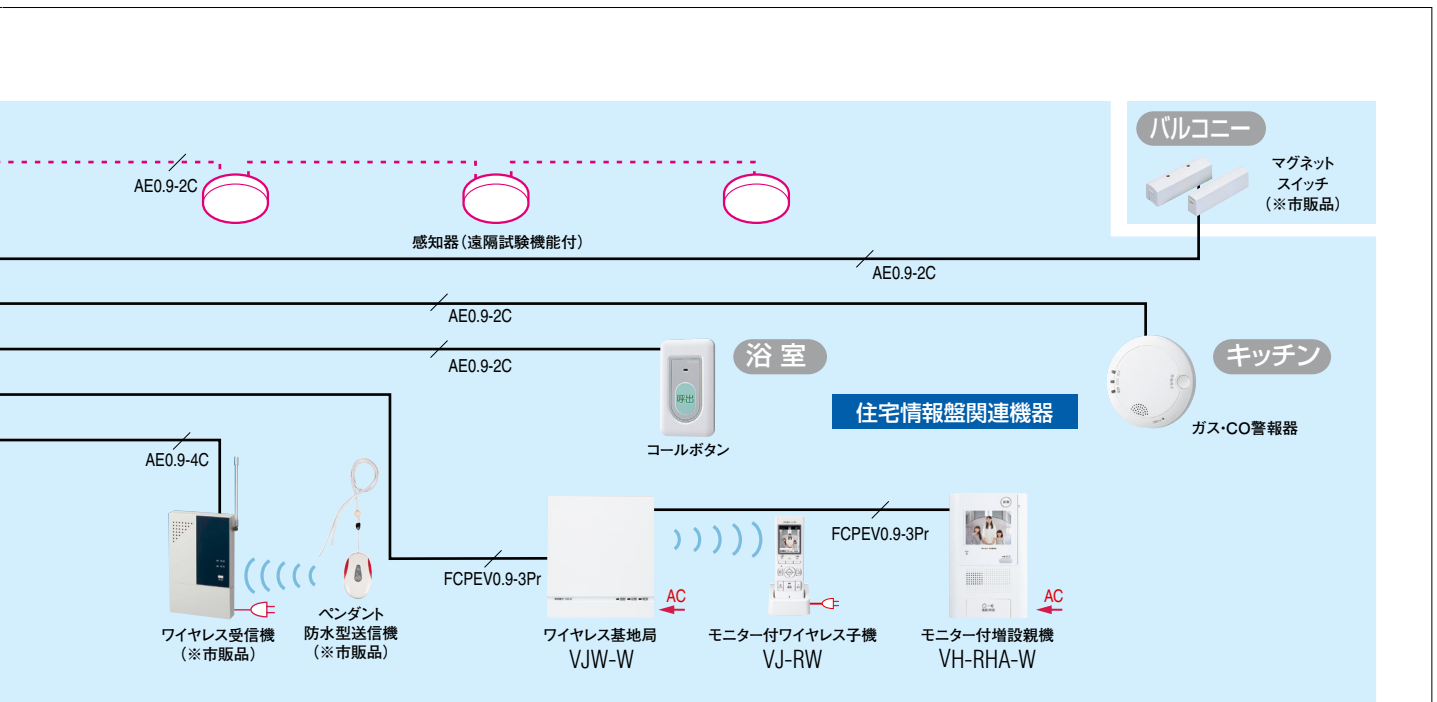 バルコニー
マグネット
スイッチ
（※市販品）
AE0.9-2C
感知器（遠隔試験機能付）
AE0.9-2C
AE0.9-2C
AE0.9-2C
浴室
キッチン
呼出
住宅情報盤関連機器
ガス・CO警報器
コールボタン
AE0.9-4C
FCPEV0.9-3Pr
FCPEV0.9-3Pr
AC
AC
ワイヤレス受信機
（※市販品）
ペンダント
防水型送信機
（※市販品）
ワイヤレス基地局
VJW-W
モニター付ワイヤレス子機
VJ-RW
モニター付増設親機
VH-RHA-W